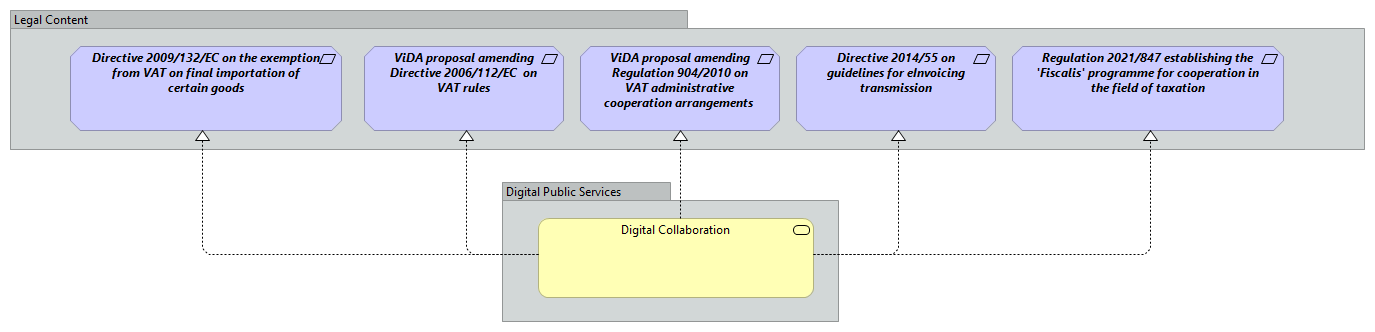 Legal Content
Directive 2009/132/EC on the exemption
from VAT on final importation of
certain goods
ViDA proposal amending
Directive 2006/112/EC on
VAT rules
ViDA proposal amending
Regulation 904/2010 on
VAT administrative
cooperation arrangements
Directive 2014/55 on
guidelines for eInvoicing
transmission
Regulation 2021/847 establishing the
'Fiscalis' programme for cooperation in
the field of taxation
Digital Public Services
Digital Collaboration